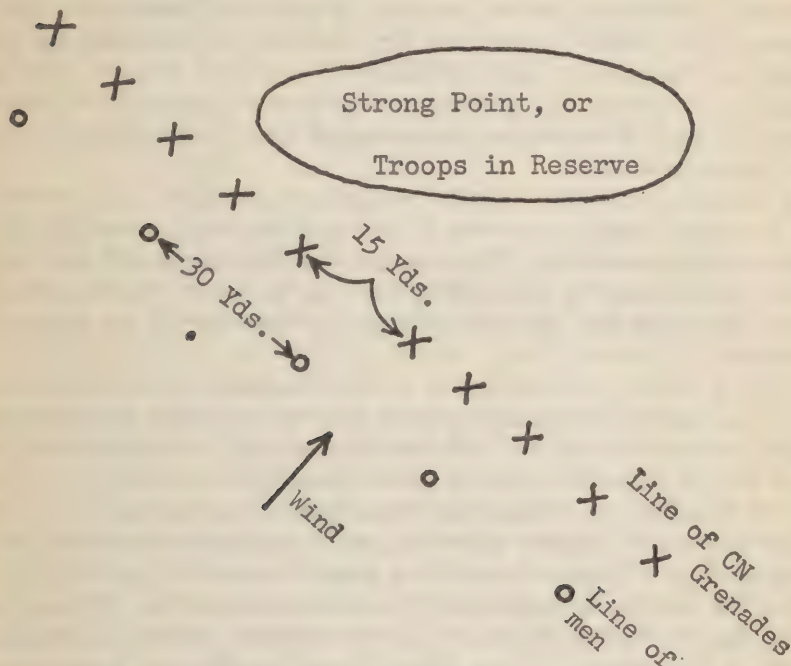 Strong Point, or
Troops in Reserve
15 Yds.
30 Yds.
Wind
Line of CN
Grenades
Line of
men